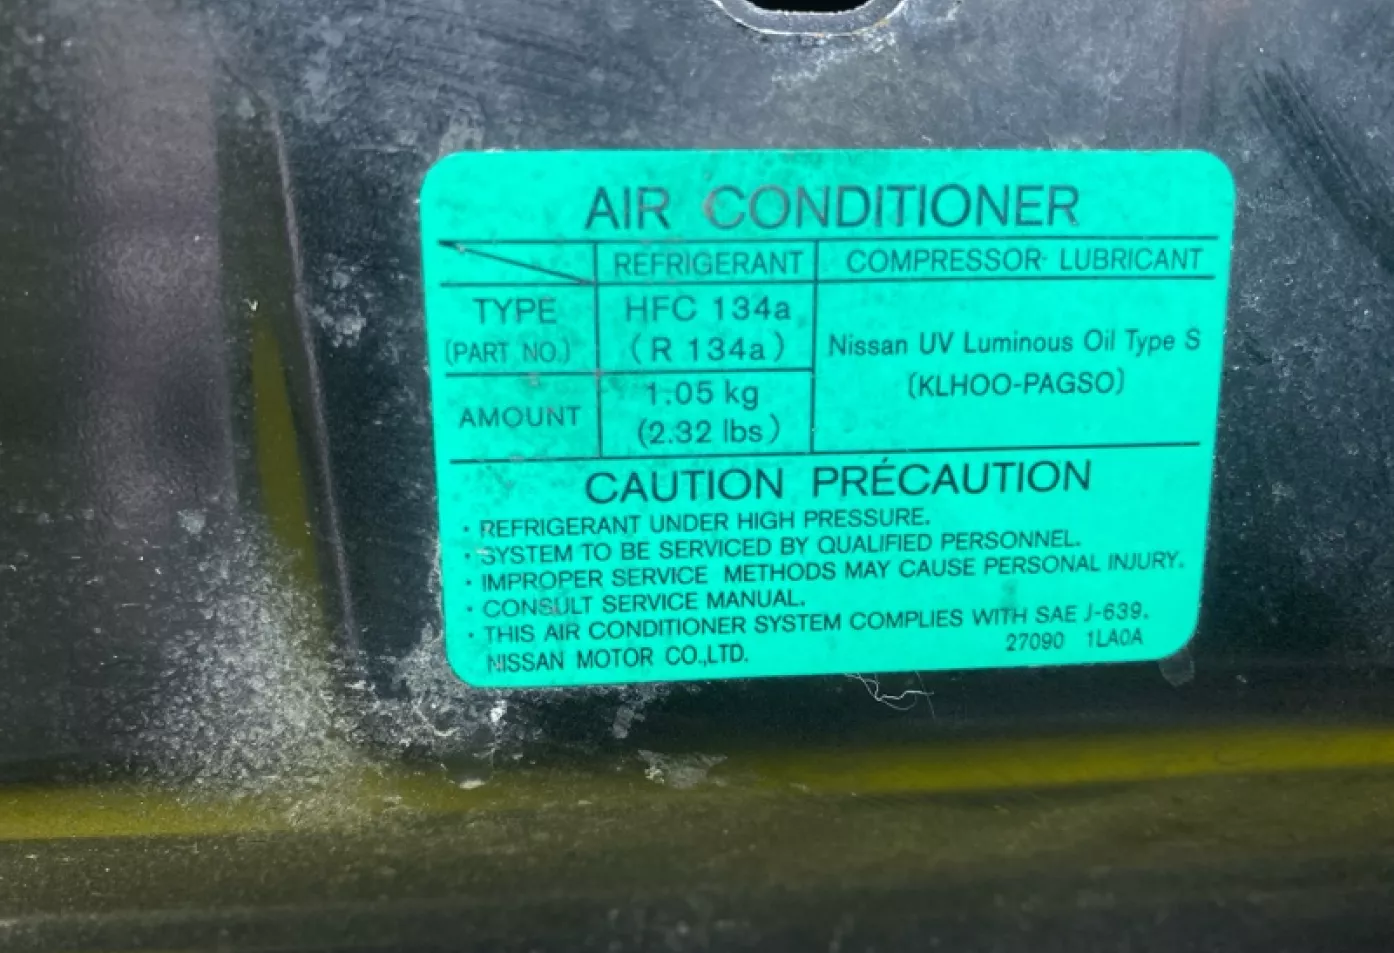 AIR CONDITIONER
REFRIGERANT COMPRESSOR LUBRICANT
TYPE
(PART NO.)
HFC 134a
(R 134a)
Nissan UV Luminous Oil Type S
(KLHOO-PAGSO)
AMOUNT
1.05 kg
(2.32 lbs)
CAUTION PRÉCAUTION
· REFRIGERANT UNDER HIGH PRESSURE.
· SYSTEM TO BE SERVICED BY QUALIFIED PERSONNEL.
· IMPROPER SERVICE METHODS MAY CAUSE PERSONAL INJURY.
· CONSULT SERVICE MANUAL.
· THIS AIR CONDITIONER SYSTEM COMPLIES WITH SAE J-639.
NISSAN MOTOR CO.,LTD.
27090 1LA0A